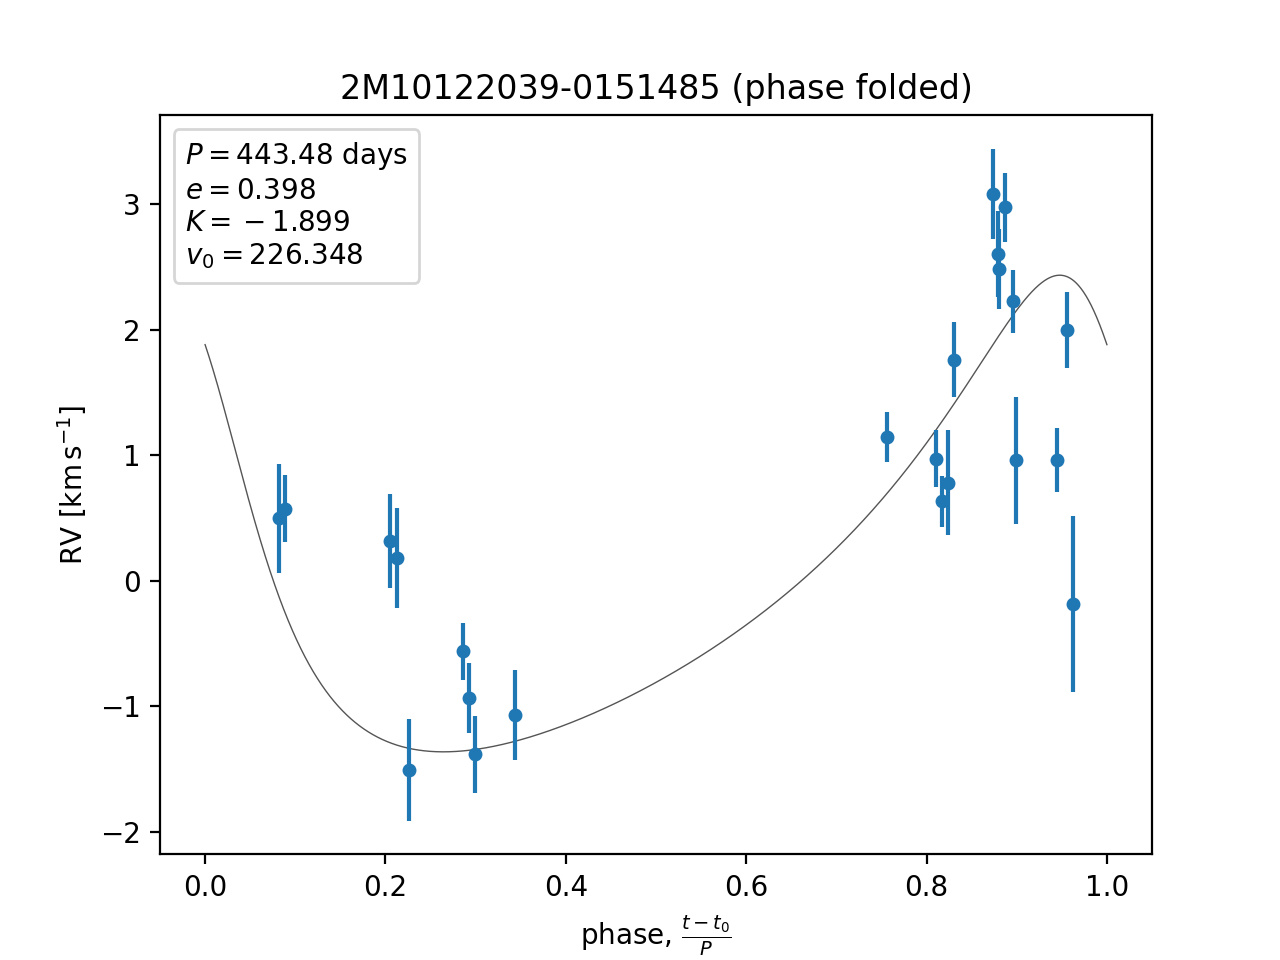 2M10122039-0151485 (phase folded)
P = 443.48 days
e = 0.398
K = −1.899
v₀ = 226.348
RV [km s⁻¹]
3
2
1
0
−1
−2
0.0 0.2 0.4 0.6 0.8 1.0
phase, (t − t₀)/P